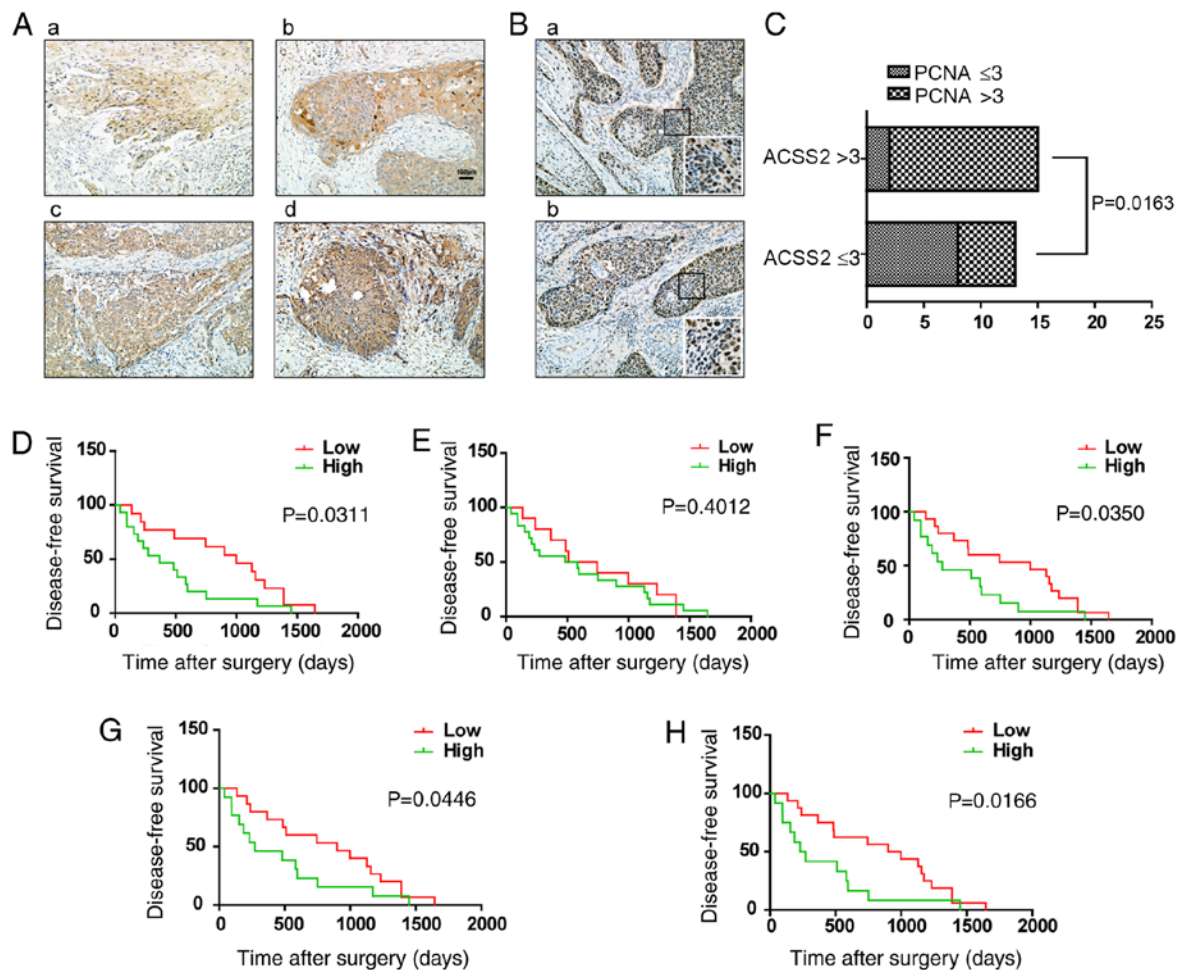 A
a
b
100μm
c
d
B
a
b
C
PCNA ≤3
PCNA >3
ACSS2 >3
ACSS2 ≤3
P=0.0163
0 5 10 15 20 25
D
Disease-free survival
150
100
50
0
Low
High
P=0.0311
0 500 1000 1500 2000
Time after surgery (days)
E
Disease-free survival
150
100
50
0
Low
High
P=0.4012
0 500 1000 1500 2000
Time after surgery (days)
F
Disease-free survival
150
100
50
0
Low
High
P=0.0350
0 500 1000 1500 2000
Time after surgery (days)
G
Disease-free survival
150
100
50
0
Low
High
P=0.0446
0 500 1000 1500 2000
Time after surgery (days)
H
Disease-free survival
150
100
50
0
Low
High
P=0.0166
0 500 1000 1500 2000
Time after surgery (days)